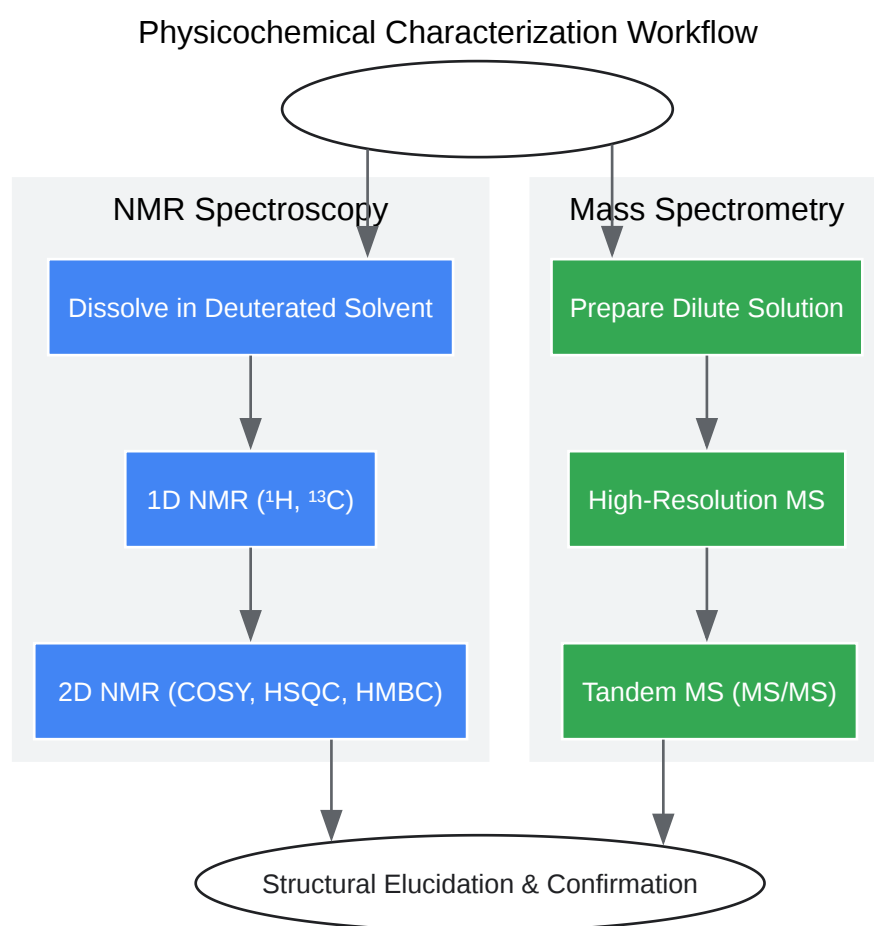 Physicochemical Characterization Workflow
NMR Spectroscopy
Dissolve in Deuterated Solvent
1D NMR (¹H, ¹³C)
2D NMR (COSY, HSQC, HMBC)
Mass Spectrometry
Prepare Dilute Solution
High-Resolution MS
Tandem MS (MS/MS)
Structural Elucidation & Confirmation